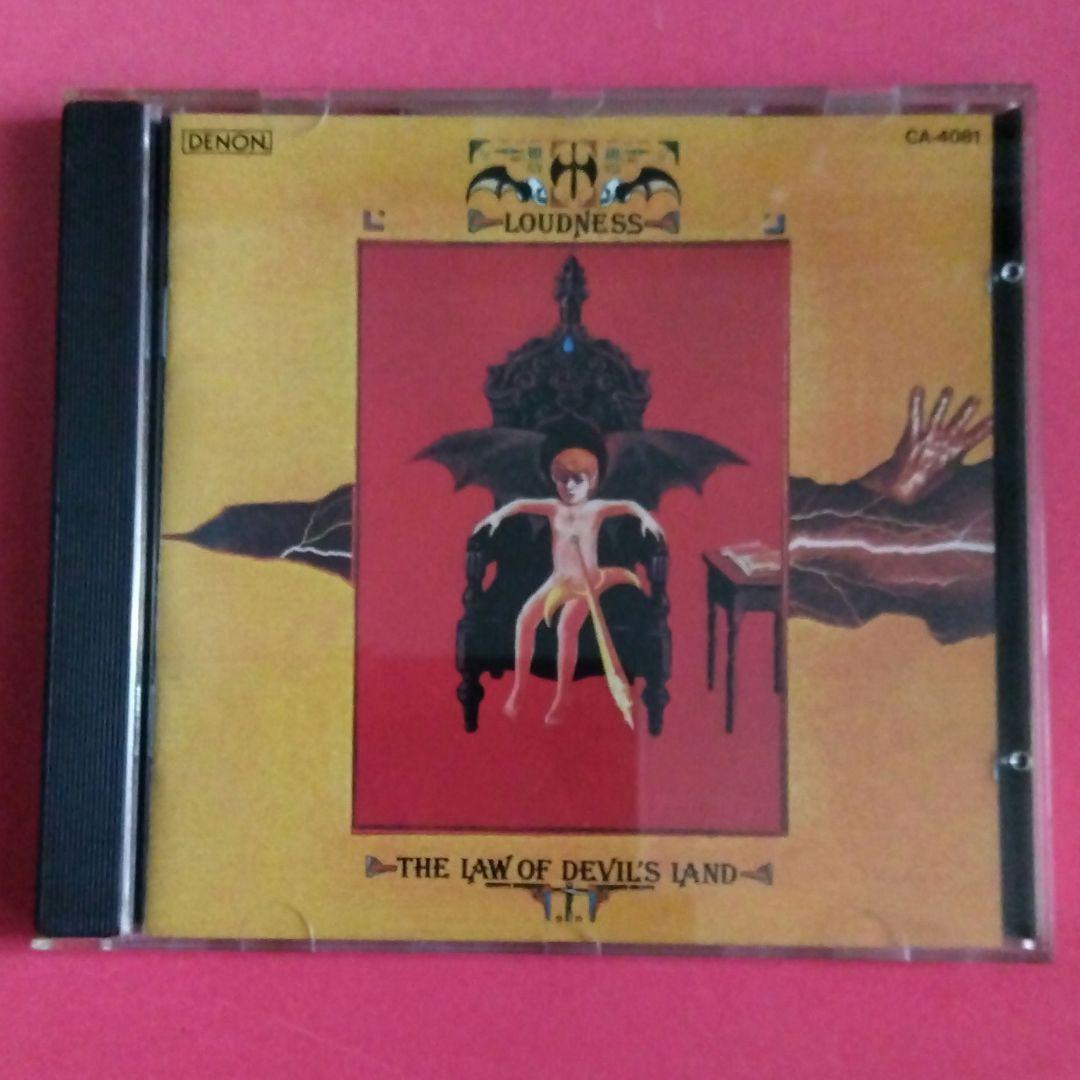 DENON
CA-4081
LOUDNESS
THE LAW OF DEVIL'S LAND